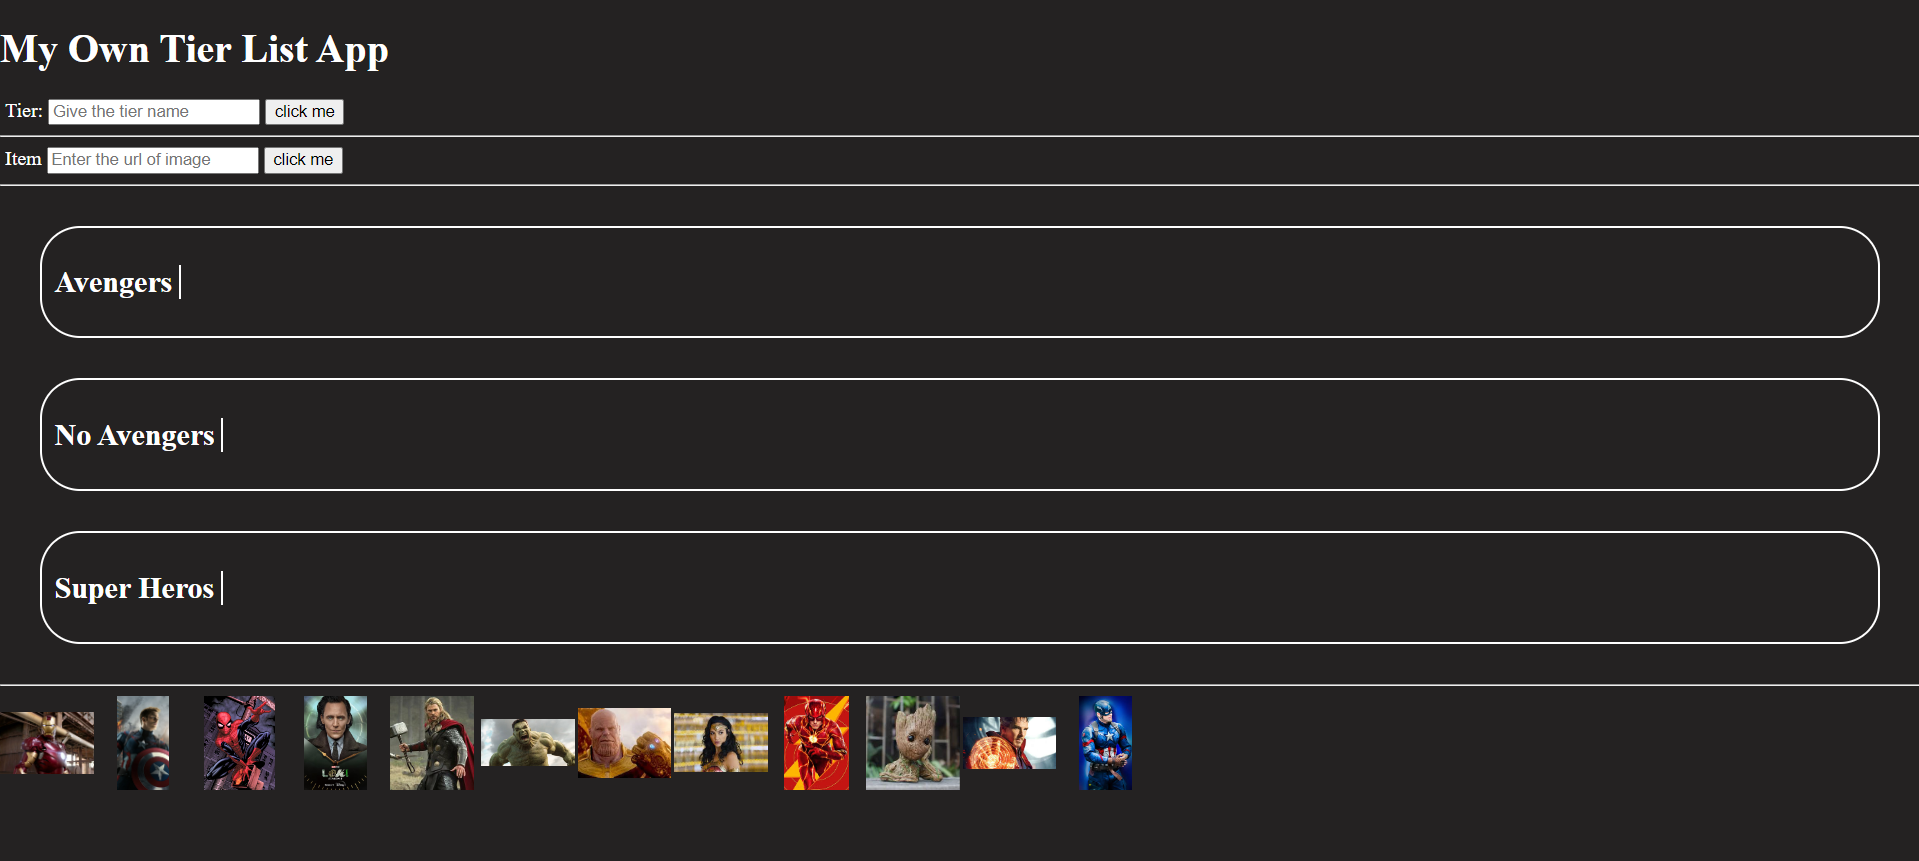 My Own Tier List App
Tier: Give the tier name click me
Item Enter the url of image click me
Avengers
No Avengers
Super Heros